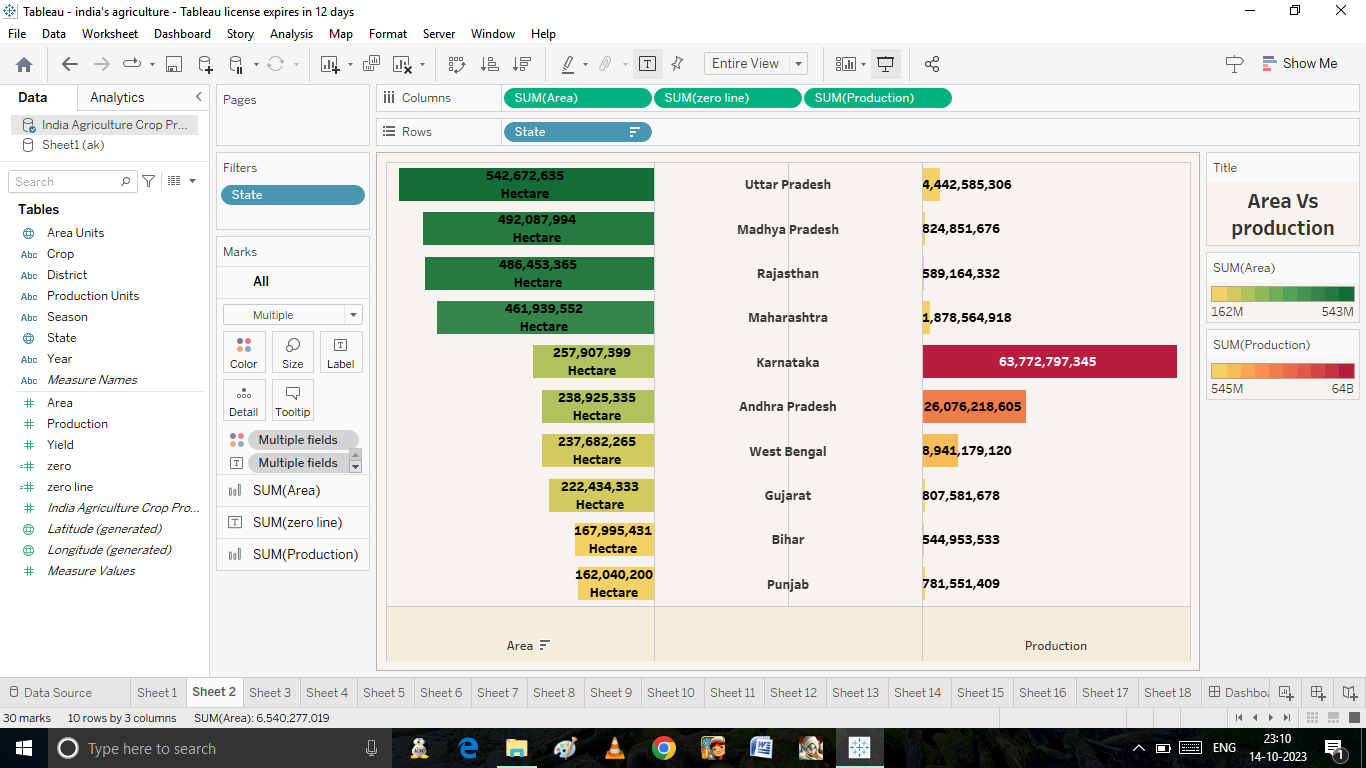 Tableau - india's agriculture - Tableau license expires in 12 days
File Data Worksheet Dashboard Story Analysis Map Format Server Window Help
Entire View
Show Me
Data Analytics
India Agriculture Crop Pr...
Sheet1 (ak)
Search
Tables
Area Units
Abc Crop
Abc District
Abc Production Units
Abc Season
State
Abc Year
Abc Measure Names
Area
Production
Yield
zero
zero line
India Agriculture Crop Pro...
Latitude (generated)
Longitude (generated)
Measure Values
Pages
Filters
State
Marks
All
Multiple
Color Size Label
Detail Tooltip
Multiple fields
Multiple fields
SUM(Area)
SUM(zero line)
SUM(Production)
Columns SUM(Area) SUM(zero line) SUM(Production)
Rows State
542,672,635
Hectare
Uttar Pradesh
4,442,585,306
492,087,994
Hectare
Madhya Pradesh
824,851,676
486,453,365
Hectare
Rajasthan
589,164,332
461,939,552
Hectare
Maharashtra
1,878,564,918
257,907,399
Hectare
Karnataka
63,772,797,345
238,925,335
Hectare
Andhra Pradesh
26,076,218,605
237,682,265
Hectare
West Bengal
8,941,179,120
222,434,333
Hectare
Gujarat
807,581,678
167,995,431
Hectare
Bihar
544,953,533
162,040,200
Hectare
Punjab
781,551,409
Area
Production
Title
Area Vs
production
SUM(Area)
162M 543M
SUM(Production)
545M 64B
Data Source Sheet 1 Sheet 2 Sheet 3 Sheet 4 Sheet 5 Sheet 6 Sheet 7 Sheet 8 Sheet 9 Sheet 10 Sheet 11 Sheet 12 Sheet 13 Sheet 14 Sheet 15 Sheet 16 Sheet 17 Sheet 18 Dashboa
30 marks 10 rows by 3 columns SUM(Area): 6,540,277,019
Type here to search
ENG
23:10
14-10-2023
1